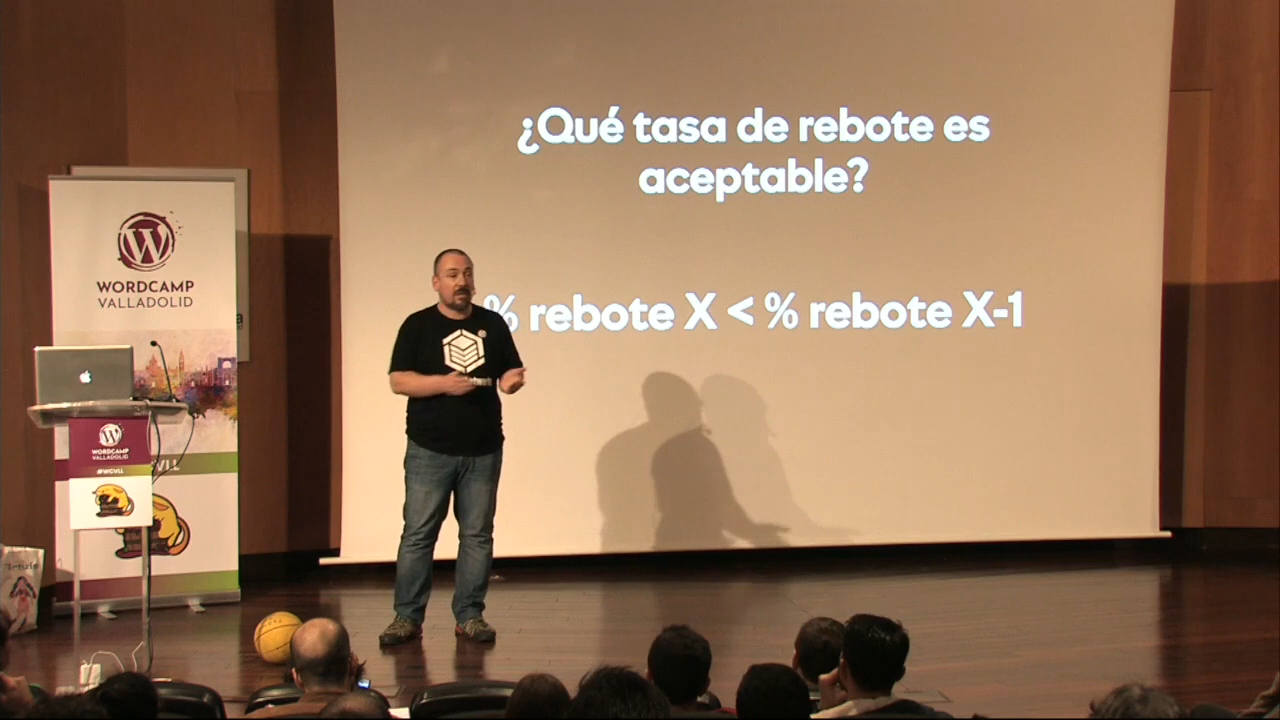 ¿Qué tasa de rebote es
aceptable?
% rebote X < % rebote X-1
WORDCAMP
VALLADOLID
WORDCAMP
VALLADOLID
#WCVLL